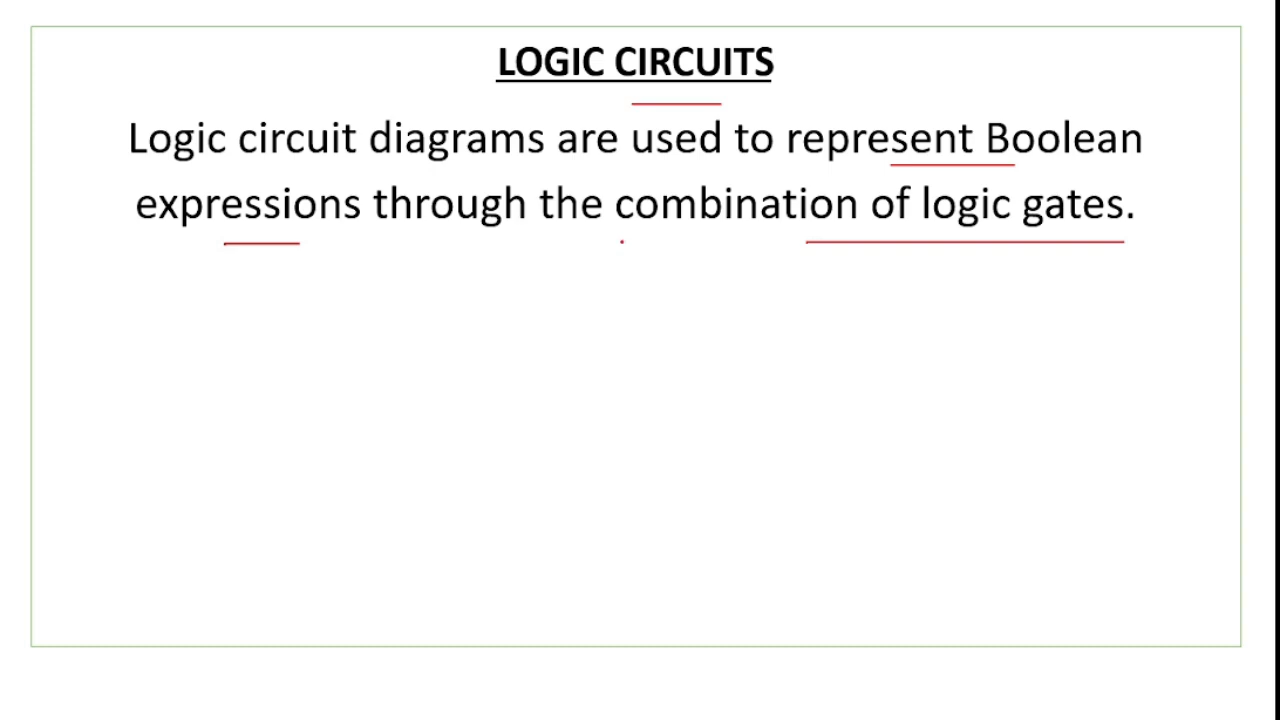 LOGIC CIRCUITS
Logic circuit diagrams are used to represent Boolean
expressions through the combination of logic gates.